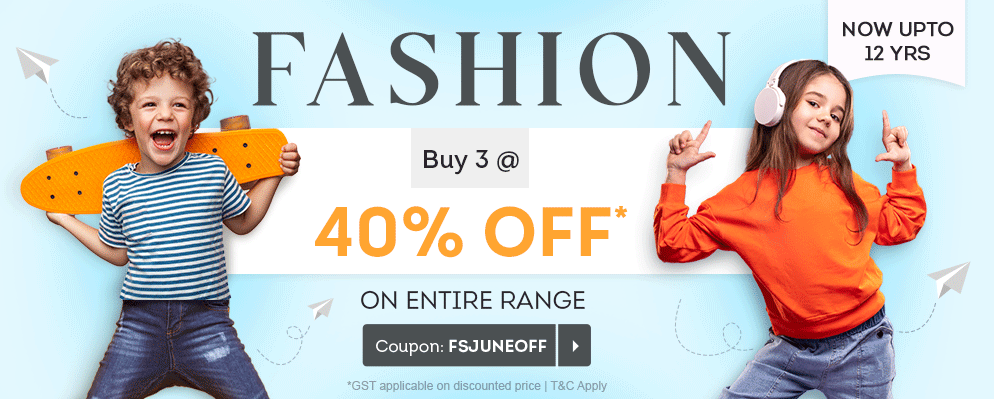 FASHION
NOW UPTO
12 YRS
Buy 3 @
40% OFF*
ON ENTIRE RANGE
Coupon: FSJUNEOFF
*GST applicable on discounted price | T&C Apply